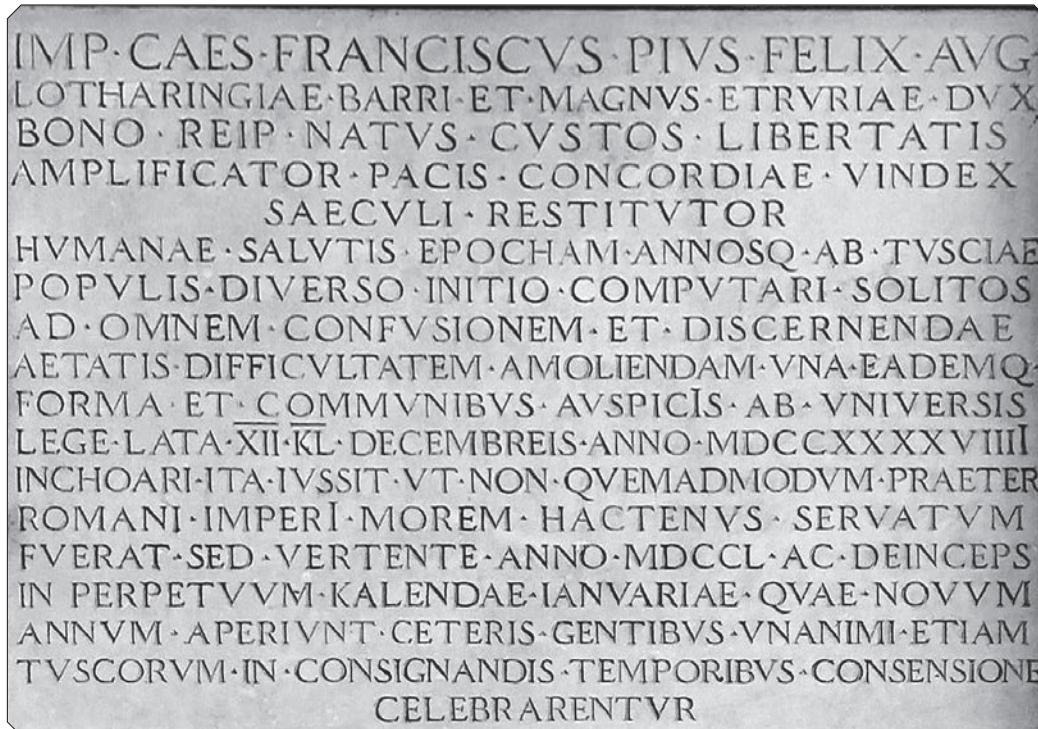 IMP·CAES·FRANCISCVS·PIVS·FELIX·AVG·
LOTHARINGIAE·BARRI·ET·MAGNVS·ETRVRIAE·DVX
BONO·REIP·NATVS·CVSTOS·LIBERTATIS
AMPLIFICATOR·PACIS·CONCORDIAE·VINDEX
SAECVLI·RESTITVTOR
HVMANAE·SALVTIS·EPOCHAM·ANNOSQ·AB·TVSCIAE
POPVLIS·DIVERSO·INITIO·COMPVTARI·SOLITOS
AD·OMNEM·CONFVSIONEM·ET·DISCERNENDAE
AETATIS·DIFFICVLTATEM·AMOLIENDAM·VNA·EADEMQ·
FORMA·ET·COMMVNIBVS·AVSPICIS·AB·VNIVERSIS
LEGE·LATA·XII·KL·DECEMBREIS·ANNO·MDCCXXXXVIIII
INCHOARI·ITA·IVSSIT·VT·NON·QVEMADMODVM·PRAETER
ROMANI·IMPERI·MOREM·HACTENVS·SERVATVM
FVERAT·SED·VERTENTE·ANNO·MDCCL·AC·DEINCEPS
IN PERPETVVM·KALENDAE·IANVARIAE·QVAE·NOVVM
ANNVM·APERIVNT·CETERIS·GENTIBVS·VNANIMI·ETIAM
TVSCORVM·IN·CONSIGNANDIS·TEMPORIBVS·CONSENSIONE
CELEBRARENTVR